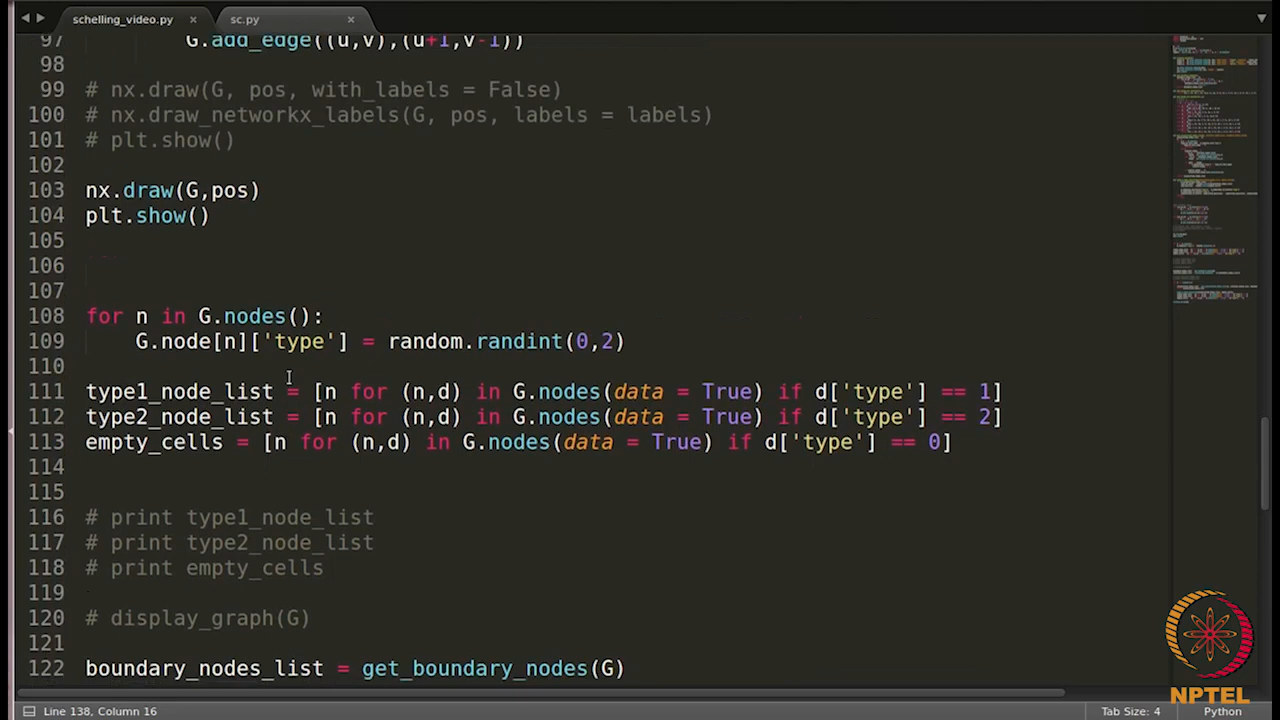 schelling_video.py × sc.py ×
97 G.add_edge((u,v),(u+1,v-1))
98
99 # nx.draw(G, pos, with_labels = False)
100 # nx.draw_networkx_labels(G, pos, labels = labels)
101 # plt.show()
102
103 nx.draw(G,pos)
104 plt.show()
105
106
107
108 for n in G.nodes():
109 G.node[n]['type'] = random.randint(0,2)
110
111 type1_node_list = [n for (n,d) in G.nodes(data = True) if d['type'] == 1]
112 type2_node_list = [n for (n,d) in G.nodes(data = True) if d['type'] == 2]
113 empty_cells = [n for (n,d) in G.nodes(data = True) if d['type'] == 0]
114
115
116 # print type1_node_list
117 # print type2_node_list
118 # print empty_cells
119
120 # display_graph(G)
121
122 boundary_nodes_list = get_boundary_nodes(G)
NPTEL
Line 138, Column 16 Tab Size: 4 Python